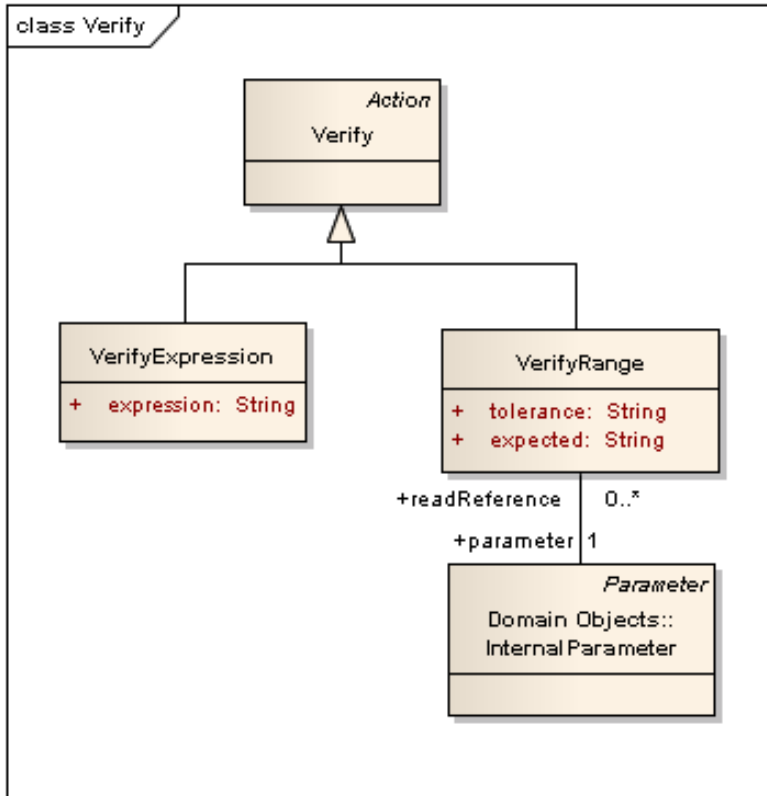 class Verify
Action
Verify
VerifyExpression
+ expression: String
VerifyRange
+ tolerance: String
+ expected: String
+readReference 0..*
+parameter 1
Parameter
Domain Objects::
InternalParameter